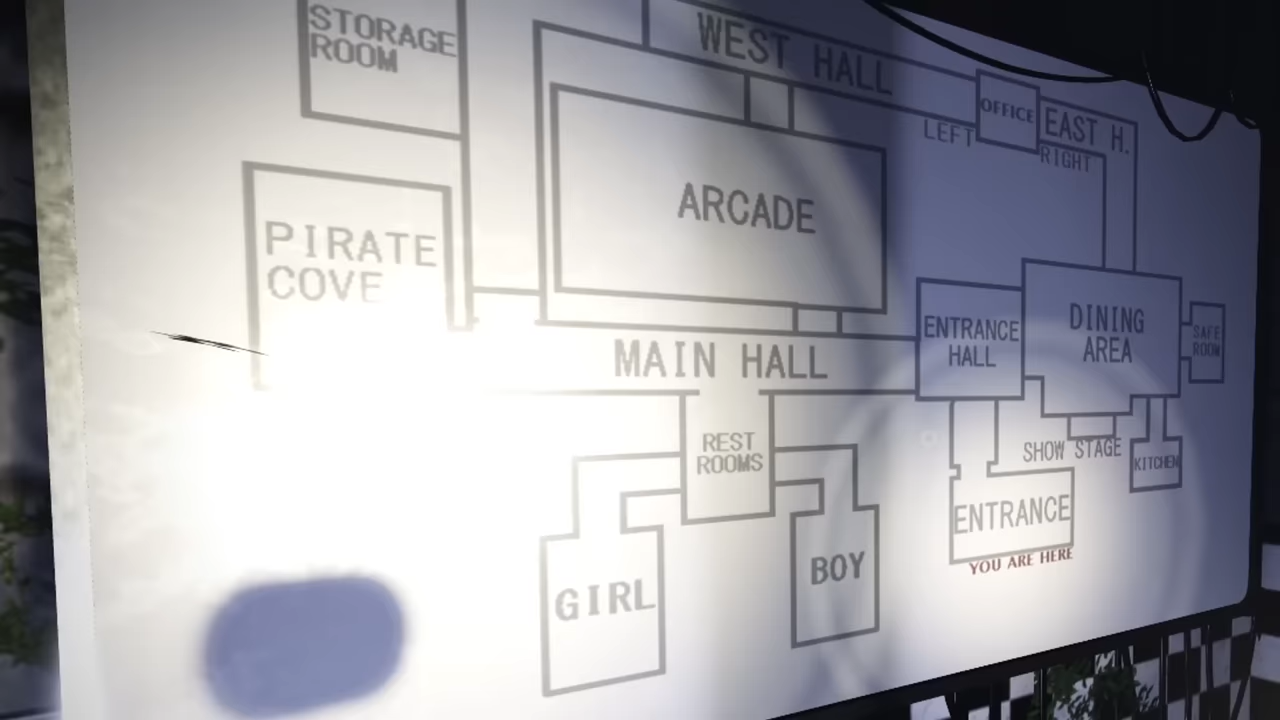 STORAGE
ROOM
WEST HALL
OFFICE
EAST H.
LEFT
RIGHT
PIRATE
COVE
ARCADE
ENTRANCE
HALL
DINING
AREA
SAFE
ROOM
MAIN HALL
REST
ROOMS
SHOW STAGE
KITCHEN
ENTRANCE
YOU ARE HERE
GIRL
BOY